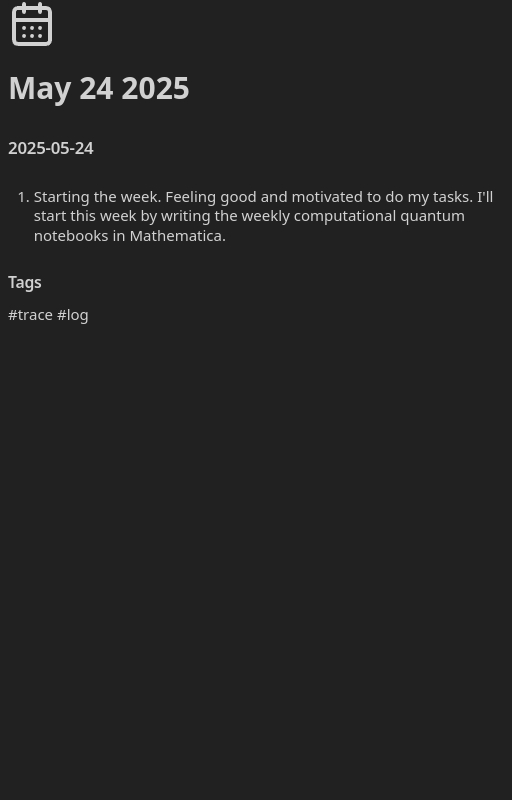 May 24 2025
2025-05-24
1. Starting the week. Feeling good and motivated to do my tasks. I'll
start this week by writing the weekly computational quantum
notebooks in Mathematica.
Tags
#trace #log